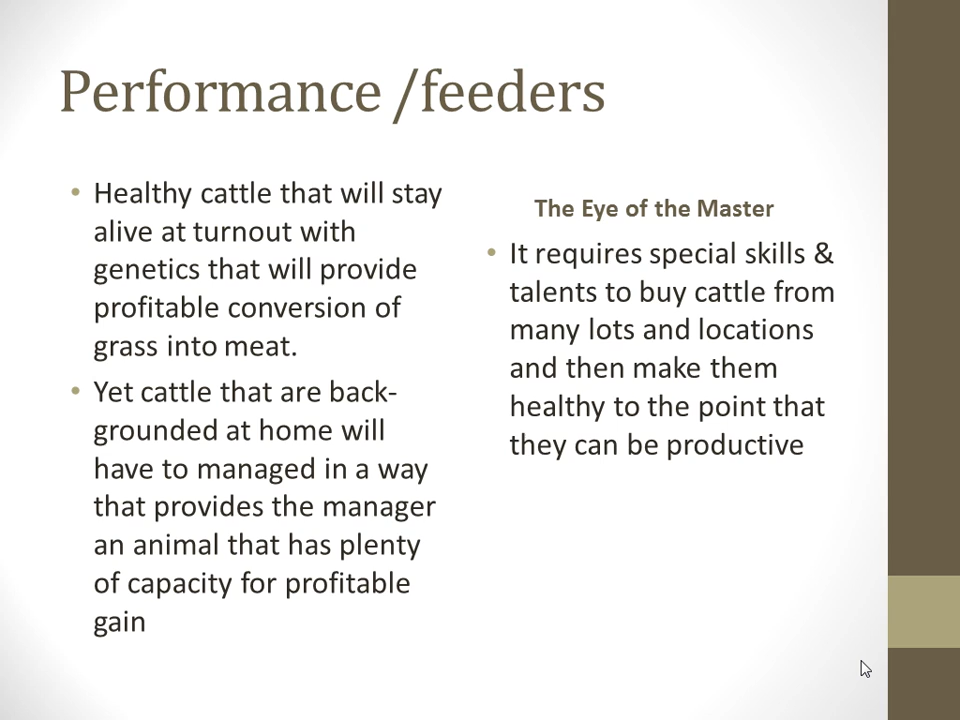 Performance /feeders
• Healthy cattle that will stay
alive at turnout with
genetics that will provide
profitable conversion of
grass into meat.
• Yet cattle that are back-
grounded at home will
have to managed in a way
that provides the manager
an animal that has plenty
of capacity for profitable
gain
The Eye of the Master
• It requires special skills &
talents to buy cattle from
many lots and locations
and then make them
healthy to the point that
they can be productive